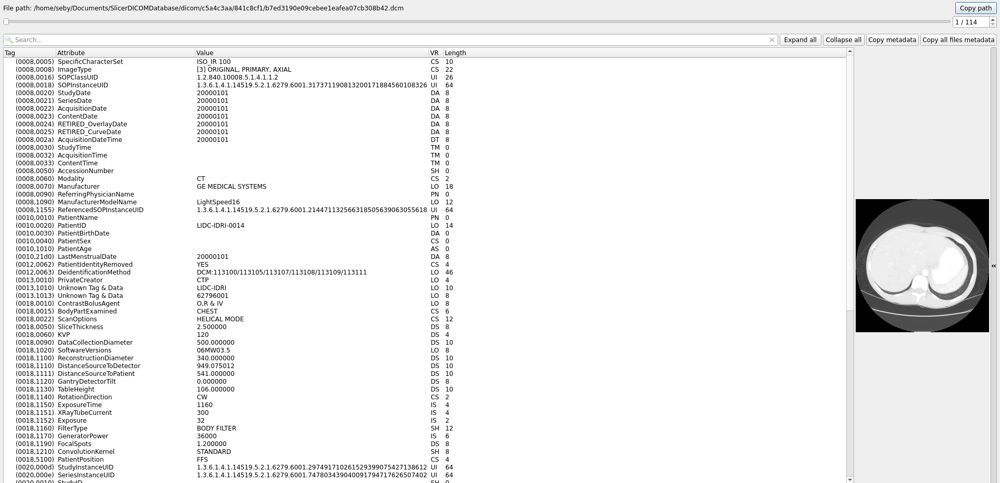 File path: /home/seby/Documents/SlicerDICOMDatabase/dicom/c5a4c3aa/841c8cf1/b7ed3190e09cebee1eafea07cb308b42.dcm Copy path
1 / 114
Search... Expand all Collapse all Copy metadata Copy all files metadata
Tag Attribute Value VR Length
(0008,0005) SpecificCharacterSet ISO_IR 100 CS 10
(0008,0008) ImageType [3] ORIGINAL, PRIMARY, AXIAL CS 22
(0008,0016) SOPClassUID 1.2.840.10008.5.1.4.1.1.2 UI 26
(0008,0018) SOPInstanceUID 1.3.6.1.4.1.14519.5.2.1.6279.6001.317371190813200171884560108326 UI 64
(0008,0020) StudyDate 20000101 DA 8
(0008,0021) SeriesDate 20000101 DA 8
(0008,0022) AcquisitionDate 20000101 DA 8
(0008,0023) ContentDate 20000101 DA 8
(0008,0024) RETIRED_OverlayDate 20000101 DA 8
(0008,0025) RETIRED_CurveDate 20000101 DA 8
(0008,002a) AcquisitionDateTime 20000101 DT 8
(0008,0030) StudyTime TM 0
(0008,0032) AcquisitionTime TM 0
(0008,0033) ContentTime TM 0
(0008,0050) AccessionNumber SH 0
(0008,0060) Modality CT CS 2
(0008,0070) Manufacturer GE MEDICAL SYSTEMS LO 18
(0008,0090) ReferringPhysicianName PN 0
(0008,1090) ManufacturerModelName LightSpeed16 LO 12
(0008,1155) ReferencedSOPInstanceUID 1.3.6.1.4.1.14519.5.2.1.6279.6001.214471132566318505639063055618 UI 64
(0010,0010) PatientName PN 0
(0010,0020) PatientID LIDC-IDRI-0014 LO 14
(0010,0030) PatientBirthDate DA 0
(0010,0040) PatientSex CS 0
(0010,1010) PatientAge AS 0
(0010,21d0) LastMenstrualDate 20000101 DA 8
(0012,0062) PatientIdentityRemoved YES CS 4
(0012,0063) DeidentificationMethod DCM:113100/113105/113107/113108/113109/113111 LO 46
(0013,0010) PrivateCreator CTP LO 4
(0013,1010) Unknown Tag & Data LIDC-IDRI LO 10
(0013,1013) Unknown Tag & Data 62796001 LO 8
(0018,0010) ContrastBolusAgent O,R & IV LO 8
(0018,0015) BodyPartExamined CHEST CS 6
(0018,0022) ScanOptions HELICAL MODE CS 12
(0018,0050) SliceThickness 2.500000 DS 8
(0018,0060) KVP 120 DS 4
(0018,0090) DataCollectionDiameter 500.000000 DS 10
(0018,1020) SoftwareVersions 06MW03.5 LO 8
(0018,1100) ReconstructionDiameter 340.000000 DS 10
(0018,1110) DistanceSourceToDetector 949.075012 DS 10
(0018,1111) DistanceSourceToPatient 541.000000 DS 10
(0018,1120) GantryDetectorTilt 0.000000 DS 8
(0018,1130) TableHeight 106.000000 DS 10
(0018,1140) RotationDirection CW CS 2
(0018,1150) ExposureTime 1160 IS 4
(0018,1151) XRayTubeCurrent 300 IS 4
(0018,1152) Exposure 32 IS 2
(0018,1160) FilterType BODY FILTER SH 12
(0018,1170) GeneratorPower 36000 IS 6
(0018,1190) FocalSpots 1.200000 DS 8
(0018,1210) ConvolutionKernel STANDARD SH 8
(0018,5100) PatientPosition FFS CS 4
(0020,000d) StudyInstanceUID 1.3.6.1.4.1.14519.5.2.1.6279.6001.297491710261529399075427138612 UI 64
(0020,000e) SeriesInstanceUID 1.3.6.1.4.1.14519.5.2.1.6279.6001.747803439040091794717626507402 UI 64
(0020,0010) StudyID SH 0